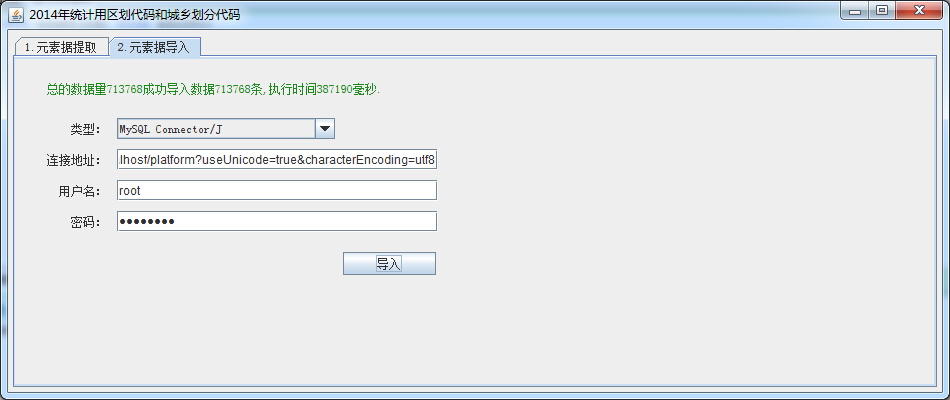 2014年统计用区划代码和城乡划分代码
1.元素据提取 2.元素据导入
总的数据量713768成功导入数据713768条,执行时间387190毫秒.
类型: MySQL Connector/J
连接地址: lhost/platform?useUnicode=true&characterEncoding=utf8
用户名: root
密码: ●●●●●●●●
导入